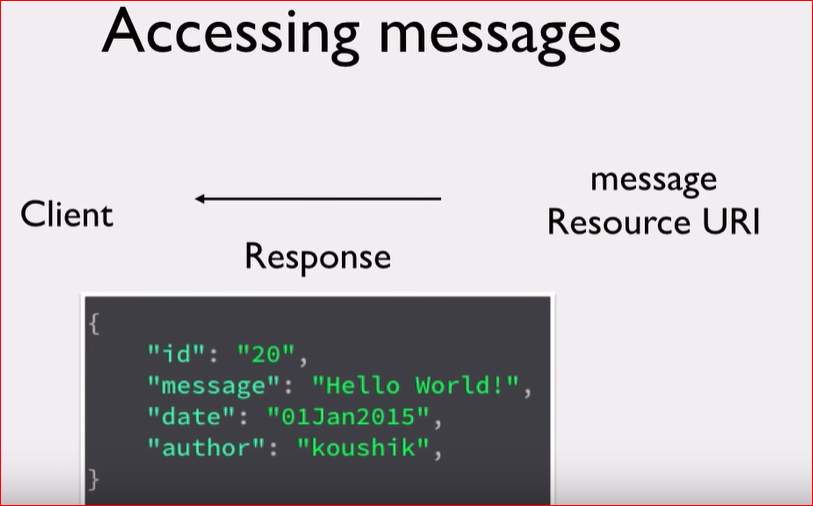 Accessing messages
message
Client
Resource URI
Response
{
"id": "20",
"message": "Hello World!",
"date": "01Jan2015",
"author": "koushik",
}